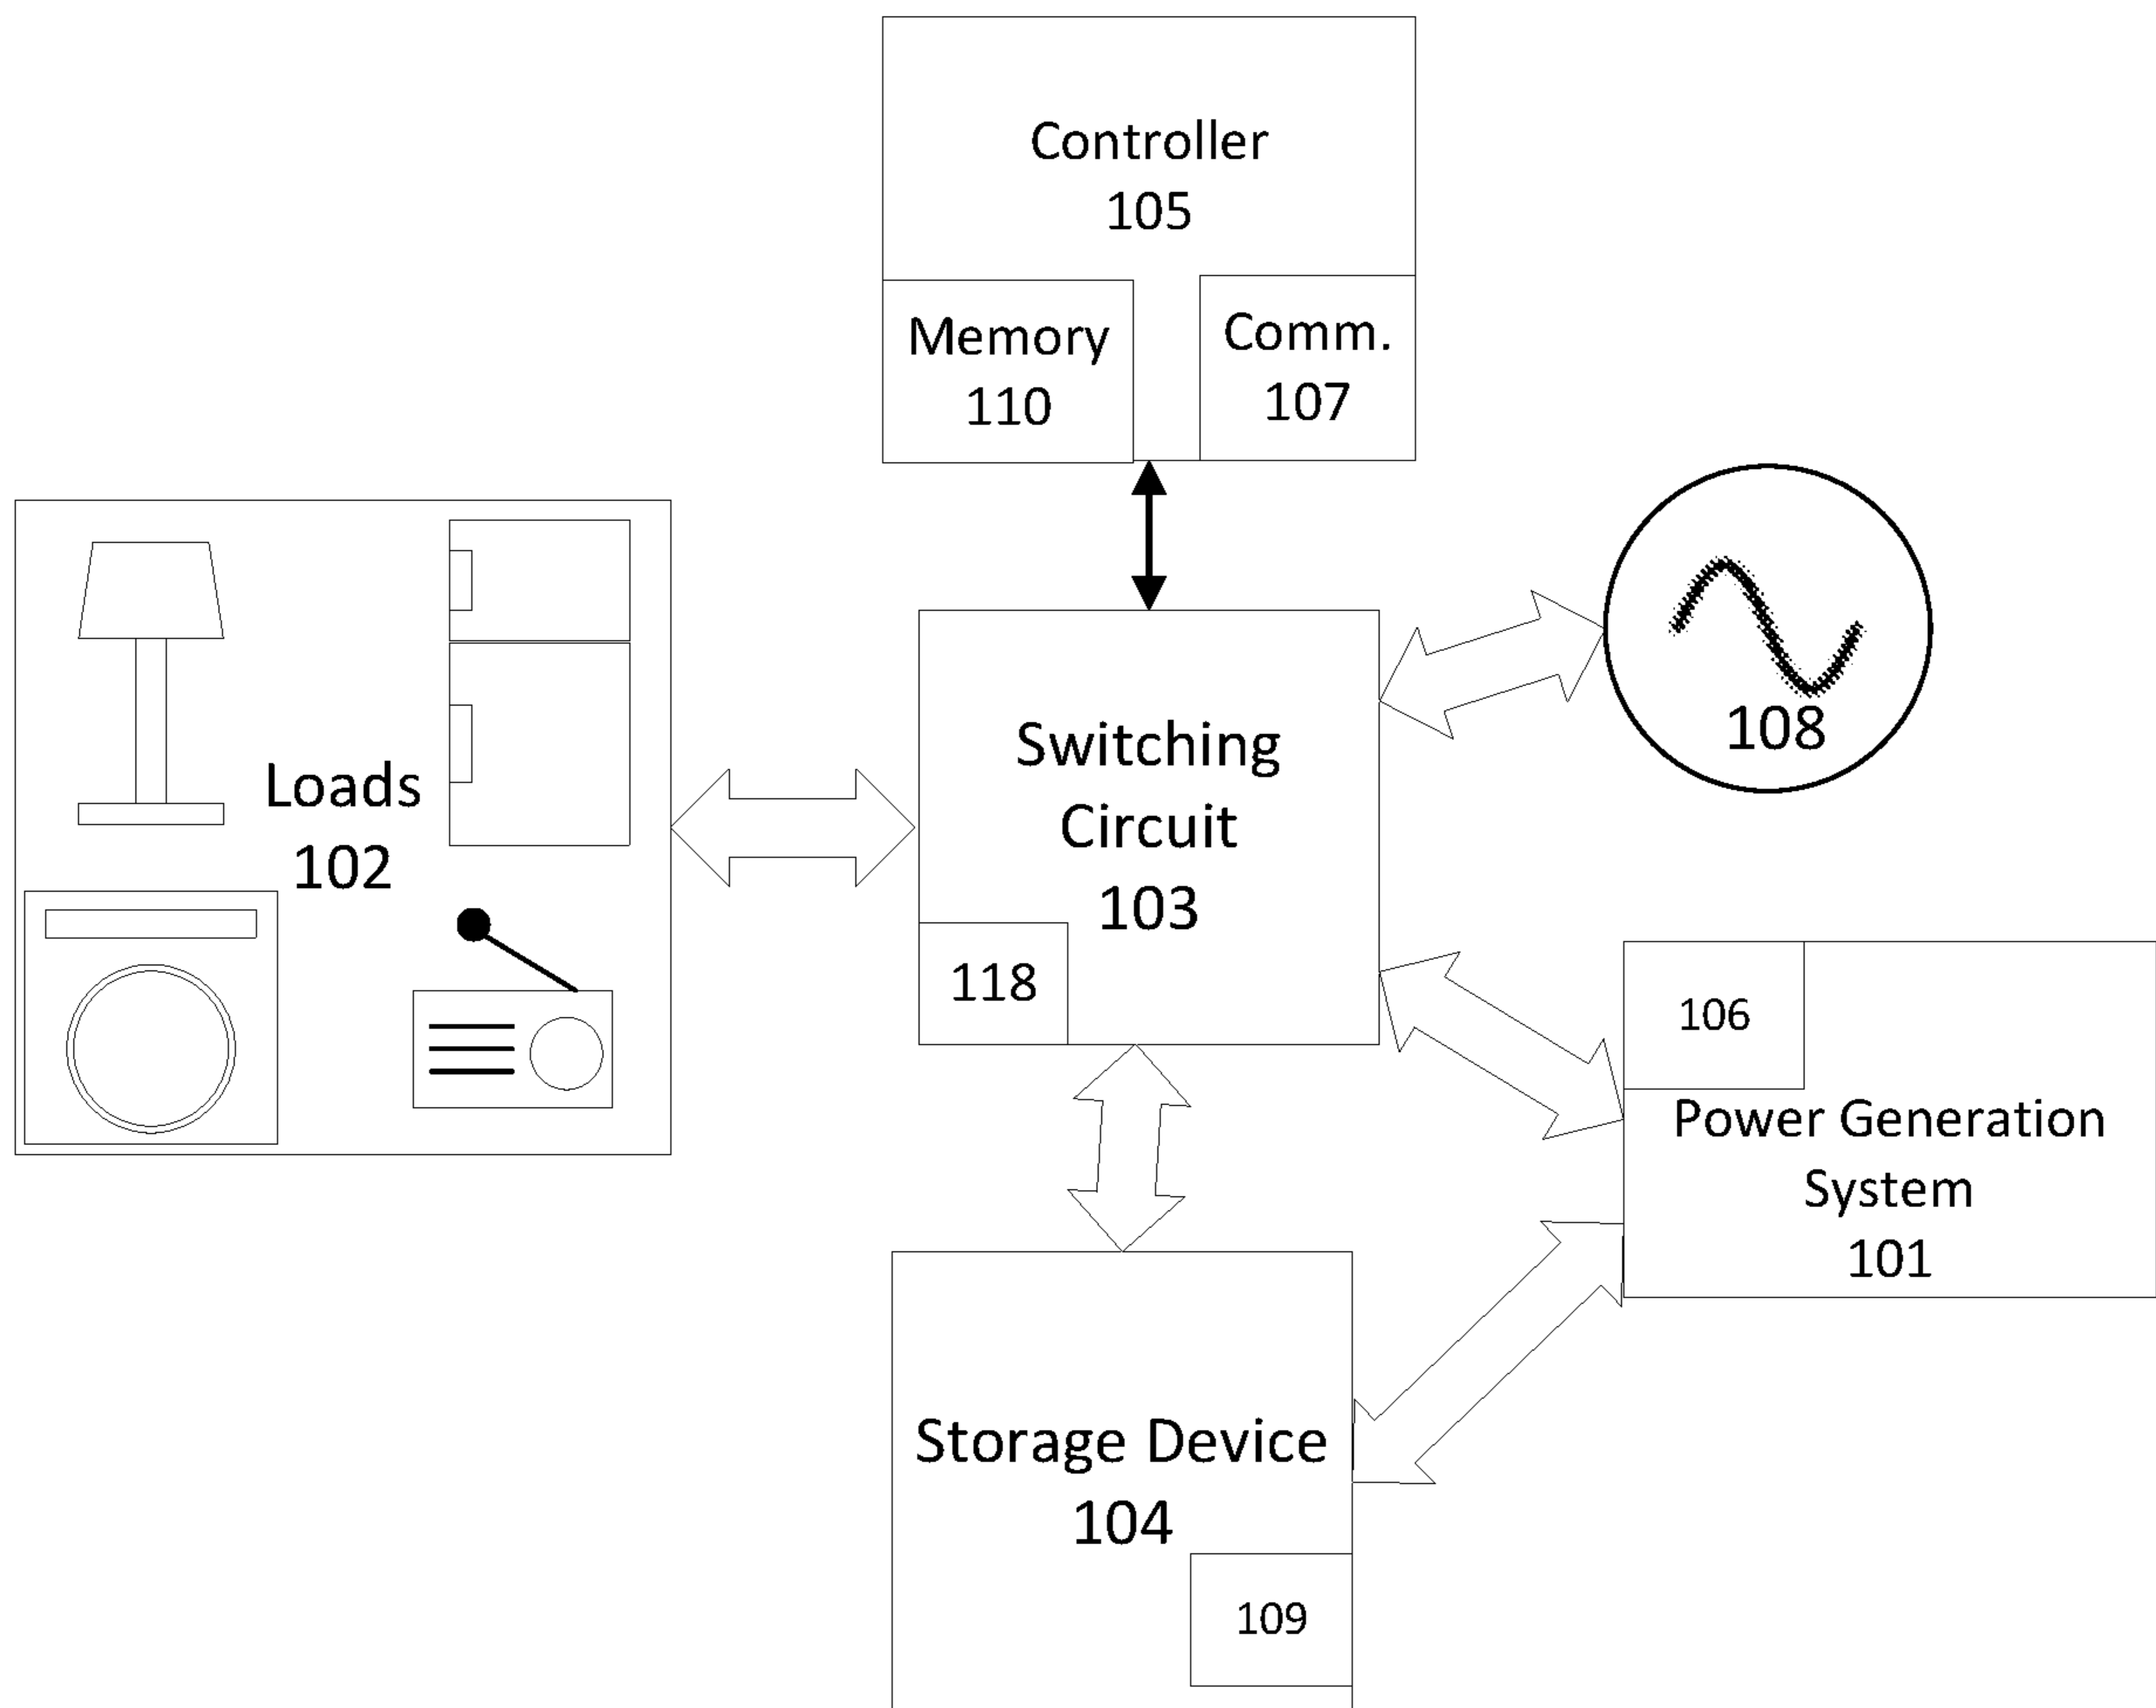 Controller
105
Memory
110
Comm.
107
108
Loads
102
Switching
Circuit
103
118
106
Power Generation
System
101
Storage Device
104
109